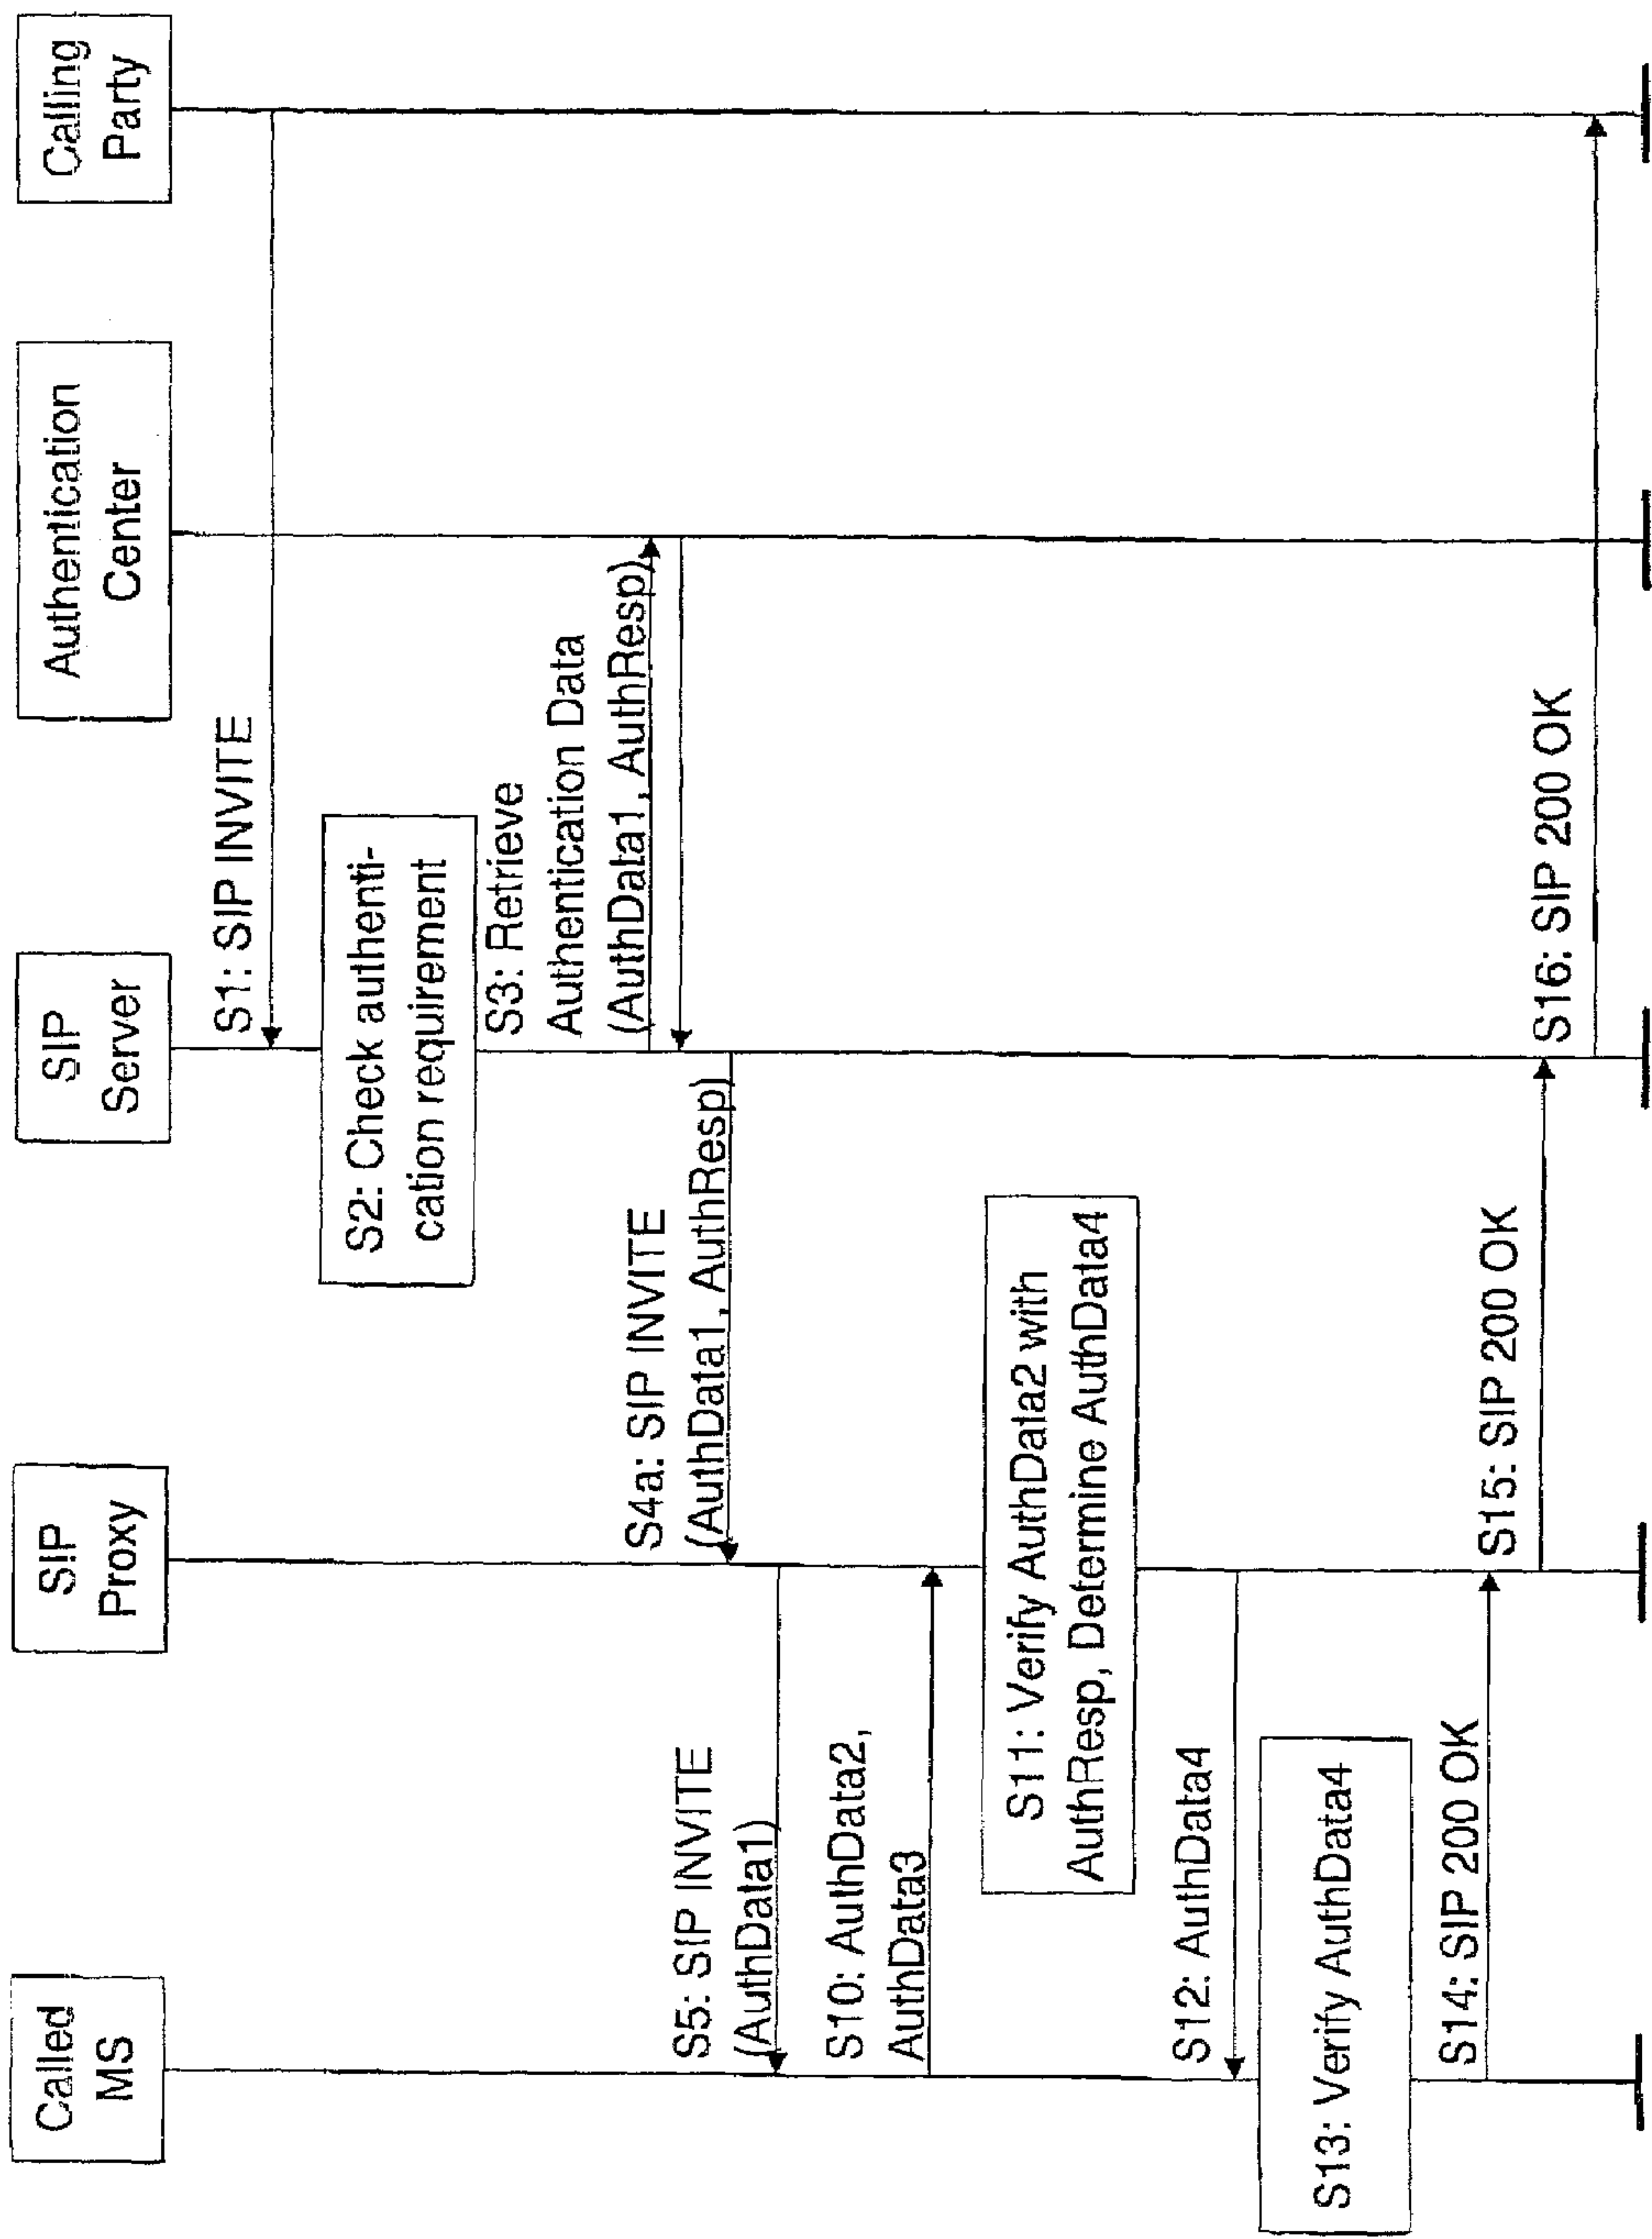 Called
MS
SIP
Proxy
SIP
Server
Authentication
Center
Calling
Party
S1: SIP INVITE
S2: Check authenti-
cation requirement
S3: Retrieve
Authentication Data
(AuthData1, AuthResp)
S4a: SIP INVITE
(AuthData1, AuthResp)
S5: SIP INVITE
(AuthData1)
S10: AuthData2,
AuthData3
S11: Verify AuthData2 with
AuthResp, Determine AuthData4
S12: AuthData4
S13: Verify AuthData4
S14: SIP 200 OK
S15: SIP 200 OK
S16: SIP 200 OK